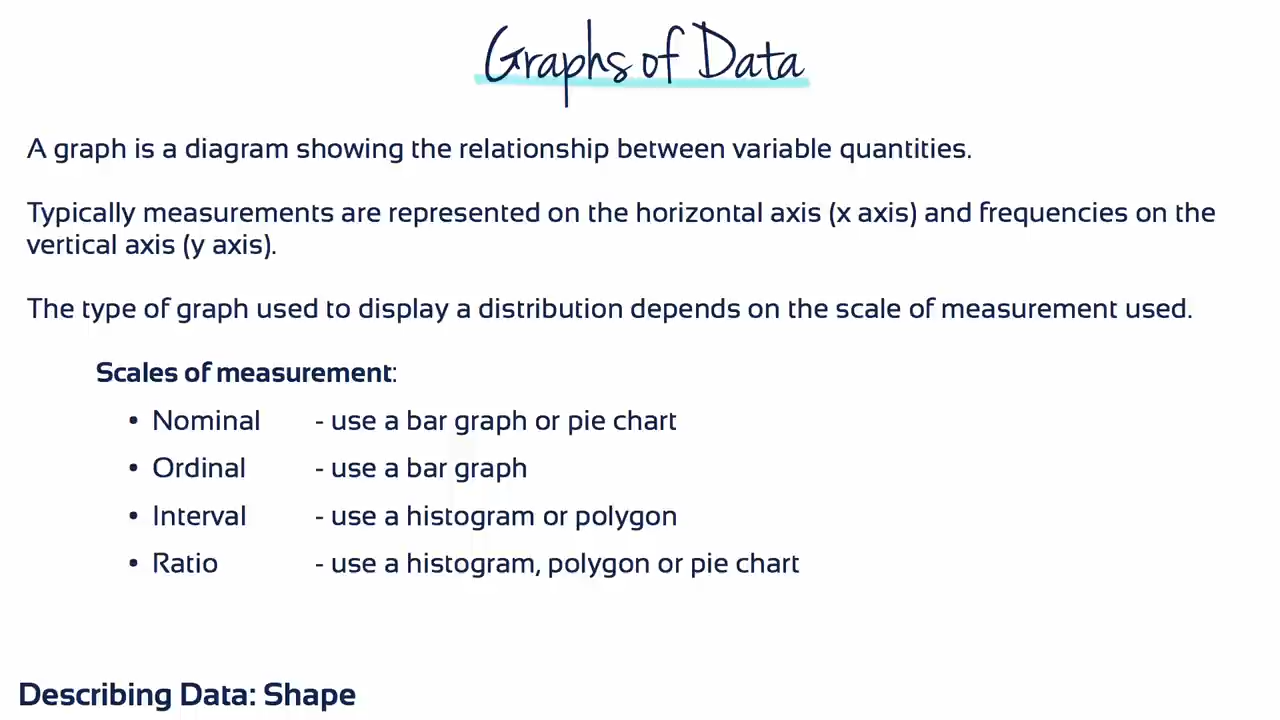 Graphs of Data
A graph is a diagram showing the relationship between variable quantities.
Typically measurements are represented on the horizontal axis (x axis) and frequencies on the
vertical axis (y axis).
The type of graph used to display a distribution depends on the scale of measurement used.
Scales of measurement:
• Nominal - use a bar graph or pie chart
• Ordinal - use a bar graph
• Interval - use a histogram or polygon
• Ratio - use a histogram, polygon or pie chart
Describing Data: Shape